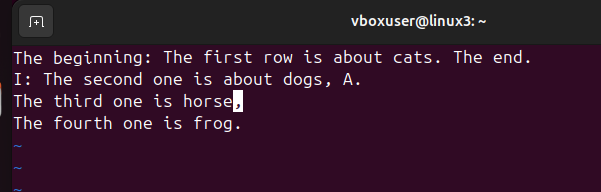 vboxuser@linux3: ~
The beginning: The first row is about cats. The end.
I: The second one is about dogs, A.
The third one is horse,
The fourth one is frog.
~
~
~